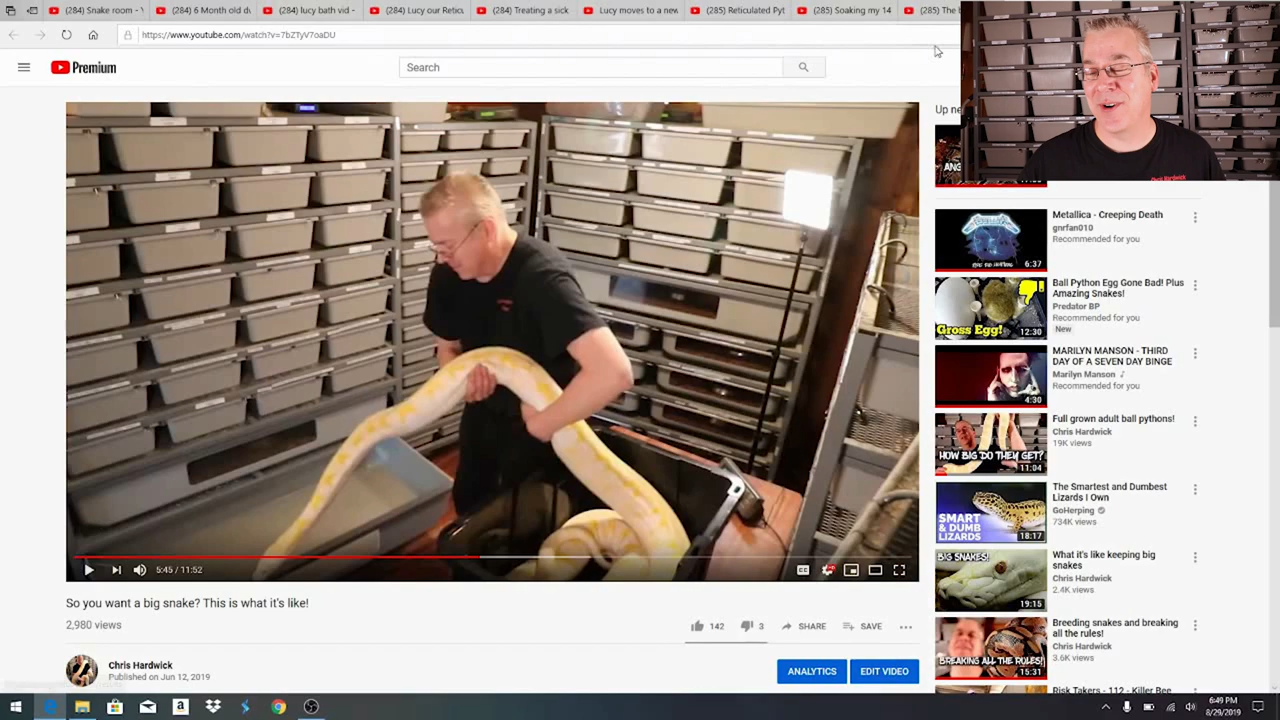 (284) Snake room -
(284) 6 Month old
(284) lucy bath vid -
(284) Lucy our Retic
(284) Treating a sick
Lucy moves to a new
(285) Reticulated Pyt
(285) Soaking my 14
(285) The b
https://www.youtube.com/watch?v=7bZTyV7oaDU
Premium
Search
Up ne
Metallica - Creeping Death
gnrfan010
Recommended for you
6:37
Ball Python Egg Gone Bad! Plus
Amazing Snakes!
Predator BP
Recommended for you
New
Gross Egg!
12:30
MARILYN MANSON - THIRD
DAY OF A SEVEN DAY BINGE
Marilyn Manson
Recommended for you
4:30
Full grown adult ball pythons!
Chris Hardwick
19K views
HOW BIG DO THEY GET?
11:04
The Smartest and Dumbest
Lizards I Own
GoHerping
734K views
SMART
& DUMB
LIZARDS
18:17
What it's like keeping big
snakes
Chris Hardwick
2.4K views
BIG SNAKES!
19:15
Breeding snakes and breaking
all the rules!
Chris Hardwick
3.6K views
BREAKING ALL THE RULES!
15:31
Risk Takers - 112 - Killer Bee
5:45 / 11:52
CC
So you want a big snake? This is what it's like!
2,980 views
142
3
SHARE
SAVE
Chris Hardwick
Published on Jun 12, 2019
ANALYTICS
EDIT VIDEO
6:49 PM
8/29/2019